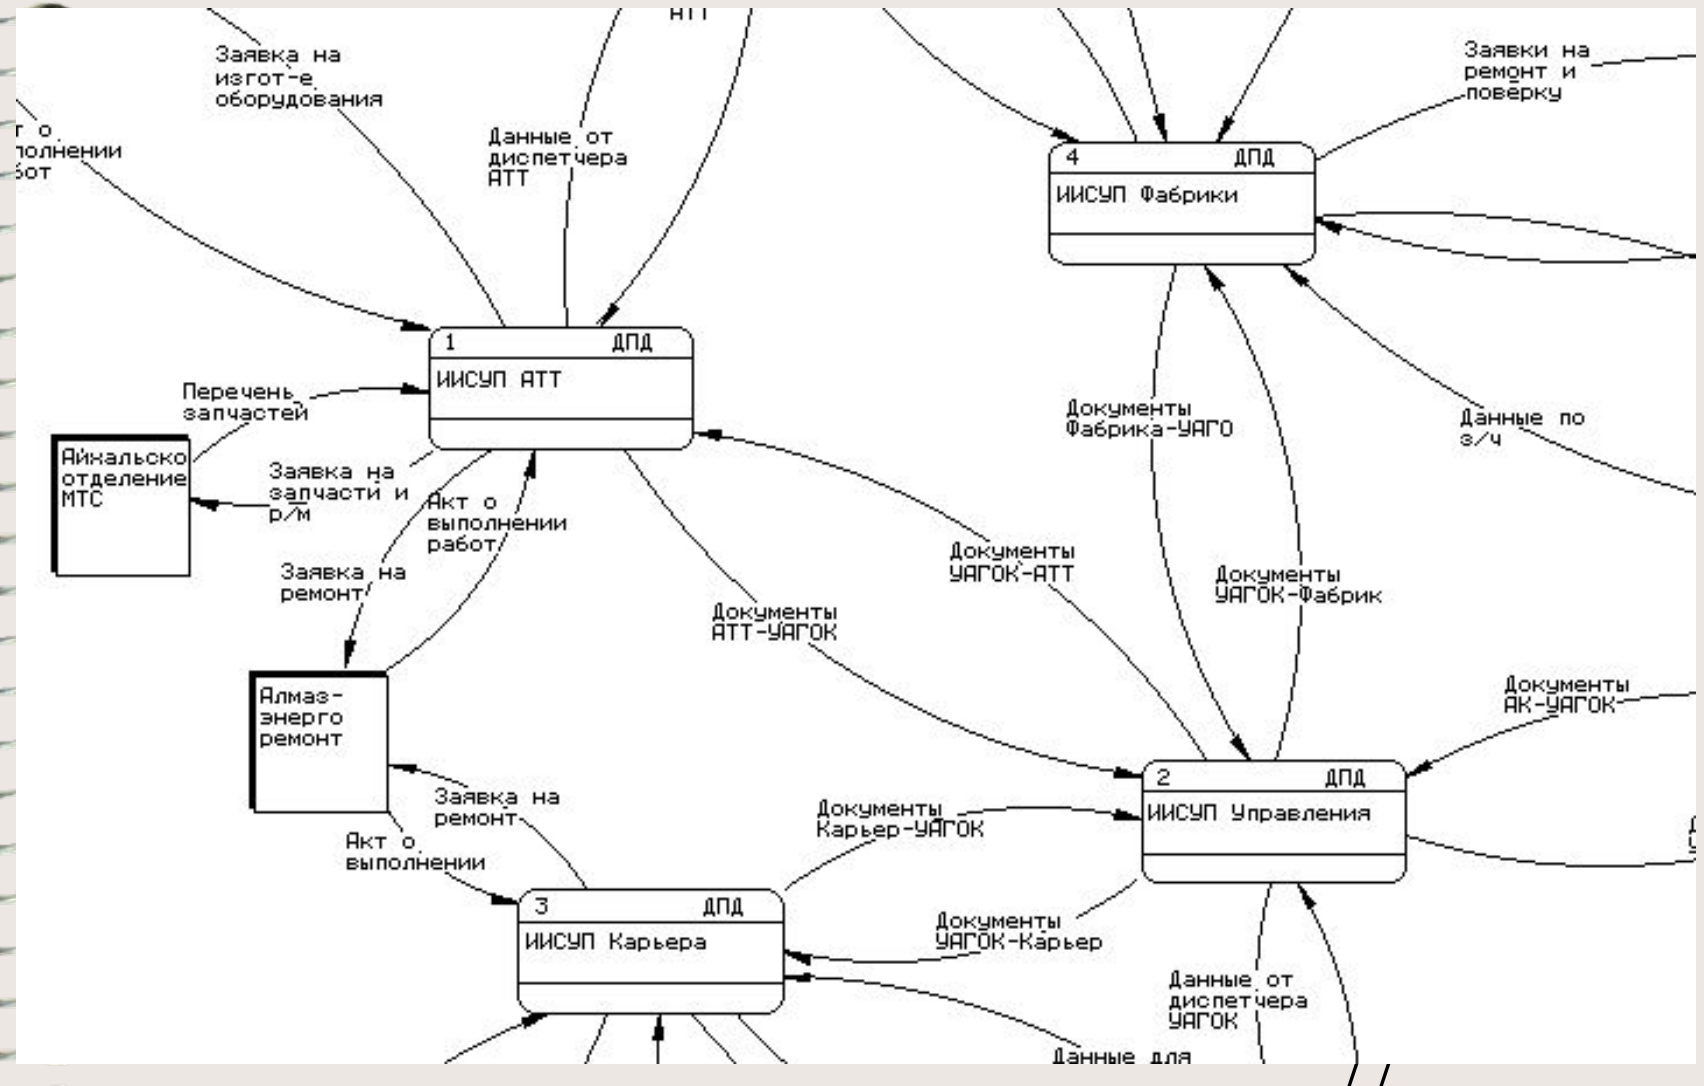 АТТ
Заявка на
изгот-е
оборудования
Заявки на
ремонт и
поверку
Данные от
диспетчера
АТТ
4 ДПД
ИИСУП Фабрики
1 ДПД
ИИСУП АТТ
Перечень
запчастей
Документы
Фабрика-УАГО
Данные по
з/ч
Айхальско
отделение
МТС
Заявка на
запчасти и
р/м
Акт о
выполнении
работ
Заявка на
ремонт
Документы
УАГОК-АТТ
Документы
УАГОК-Фабрик
Документы
АТТ-УАГОК
Алмаз-
энерго
ремонт
Документы
АК-УАГОК
2 ДПД
ИИСУП Управления
Заявка на
ремонт
Документы
Карьер-УАГОК
Акт о
выполнении
3 ДПД
ИИСУП Карьера
Документы
УАГОК-Карьер
Данные от
диспетчера
УАГОК
Данные для